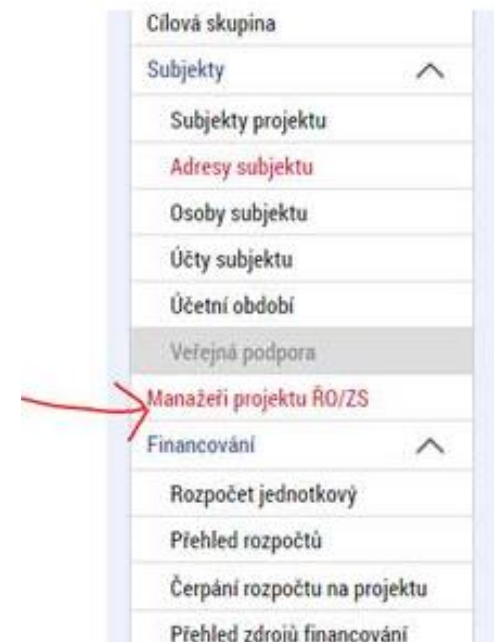 Cílová skupina
Subjekty
Subjekty projektu
Adresy subjektu
Osoby subjektu
Účty subjektu
Účetní období
Veřejná podpora
Manažeři projektu ŘO/ZS
Financování
Rozpočet jednotkový
Přehled rozpočtů
Čerpání rozpočtu na projektu
Přehled zdrojů financování